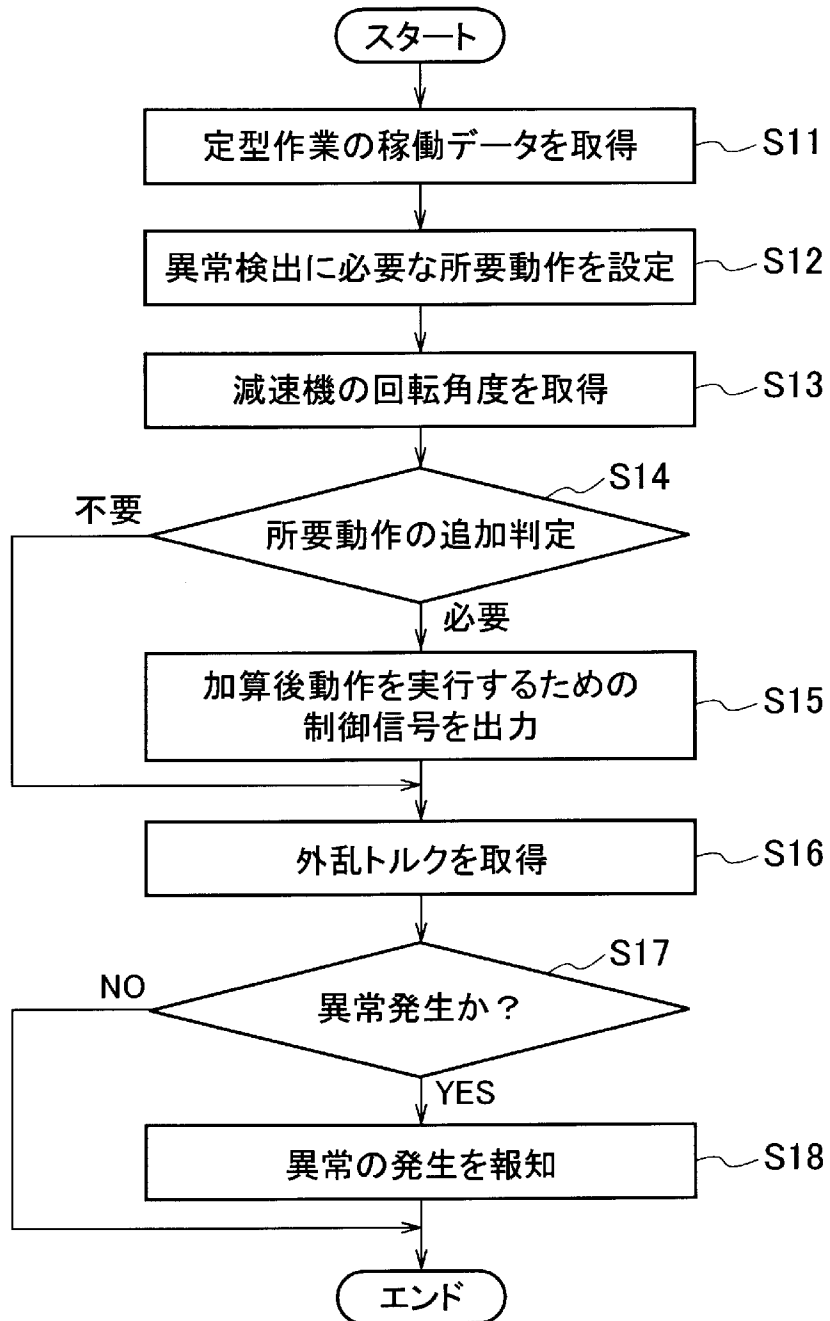 スタート
定型作業の稼働データを取得
S11
異常検出に必要な所要動作を設定
S12
減速機の回転角度を取得
S13
S14
不要
所要動作の追加判定
必要
加算後動作を実行するための
制御信号を出力
S15
外乱トルクを取得
S16
S17
NO
異常発生か？
YES
異常の発生を報知
S18
エンド